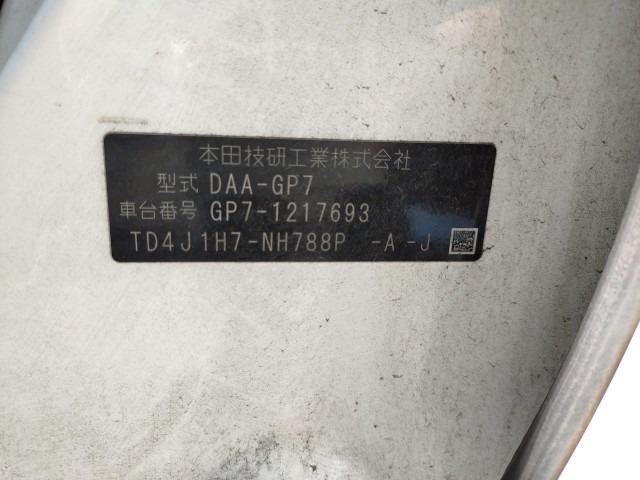 本田技研工業株式会社
型式 DAA-GP7
車台番号 GP7-1217693
TD4J1H7-NH788P -A -J